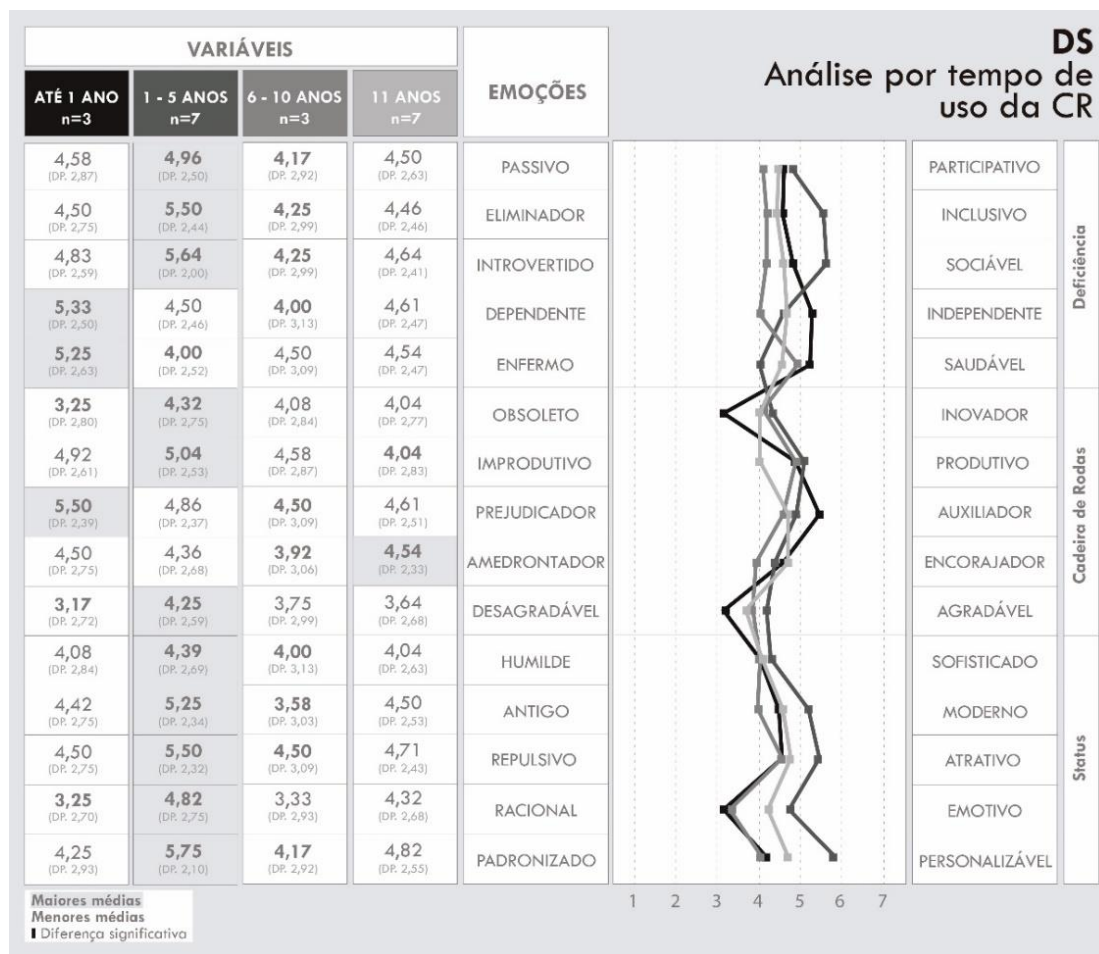 DS
Análise por tempo de
uso da CR
VARIÁVEIS
ATÉ 1 ANO
n=3
1 - 5 ANOS
n=7
6 - 10 ANOS
n=3
11 ANOS
n=7
EMOÇÕES
4,58 4,96 4,17 4,50 PASSIVO PARTICIPATIVO
(DP. 2,87) (DP. 2,50) (DP. 2,92) (DP. 2,63)
4,50 5,50 4,25 4,46 ELIMINADOR INCLUSIVO
(DP. 2,75) (DP. 2,44) (DP. 2,99) (DP. 2,46)
4,83 5,64 4,25 4,64 INTROVERTIDO SOCIÁVEL
(DP. 2,59) (DP. 2,00) (DP. 2,99) (DP. 2,41)
5,33 4,50 4,00 4,61 DEPENDENTE INDEPENDENTE
(DP. 2,50) (DP. 2,46) (DP. 3,13) (DP. 2,47)
5,25 4,00 4,50 4,54 ENFERMO SAUDÁVEL
(DP. 2,63) (DP. 2,52) (DP. 3,09) (DP. 2,47)
Deficiência
3,25 4,32 4,08 4,04 OBSOLETO INOVADOR
(DP. 2,80) (DP. 2,75) (DP. 2,84) (DP. 2,77)
4,92 5,04 4,58 4,04 IMPRODUTIVO PRODUTIVO
(DP. 2,61) (DP. 2,53) (DP. 2,87) (DP. 2,83)
5,50 4,86 4,50 4,61 PREJUDICADOR AUXILIADOR
(DP. 2,39) (DP. 2,37) (DP. 3,09) (DP. 2,51)
4,50 4,36 3,92 4,54 AMEDRONTADOR ENCORAJADOR
(DP. 2,75) (DP. 2,68) (DP. 3,06) (DP. 2,33)
3,17 4,25 3,75 3,64 DESAGRADÁVEL AGRADÁVEL
(DP. 2,72) (DP. 2,59) (DP. 2,99) (DP. 2,68)
Cadeira de Rodas
4,08 4,39 4,00 4,04 HUMILDE SOFISTICADO
(DP. 2,84) (DP. 2,69) (DP. 3,13) (DP. 2,63)
4,42 5,25 3,58 4,50 ANTIGO MODERNO
(DP. 2,75) (DP. 2,34) (DP. 3,03) (DP. 2,53)
4,50 5,50 4,50 4,71 REPULSIVO ATRATIVO
(DP. 2,75) (DP. 2,32) (DP. 3,09) (DP. 2,43)
3,25 4,82 3,33 4,32 RACIONAL EMOTIVO
(DP. 2,70) (DP. 2,75) (DP. 2,93) (DP. 2,68)
4,25 5,75 4,17 4,82 PADRONIZADO PERSONALIZÁVEL
(DP. 2,93) (DP. 2,10) (DP. 2,92) (DP. 2,55)
Status
1 2 3 4 5 6 7
Maiores médias
Menores médias
Diferença significativa